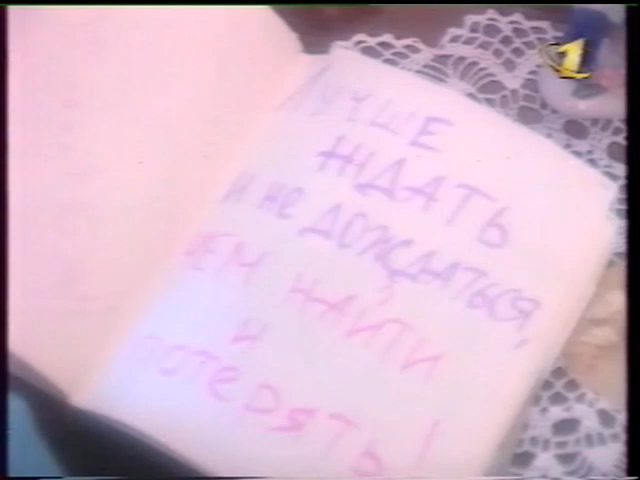 ЛУЧШЕ
ЖДАТЬ
и не ДОЖДАТЬСЯ,
ЧЕМ НАЙТИ
и
ПОТЕРЯТЬ!
1